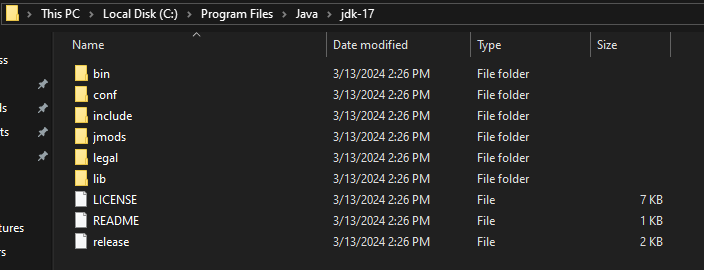 This PC > Local Disk (C:) > Program Files > Java > jdk-17
Name Date modified Type Size
bin 3/13/2024 2:26 PM File folder
conf 3/13/2024 2:26 PM File folder
include 3/13/2024 2:26 PM File folder
jmods 3/13/2024 2:26 PM File folder
legal 3/13/2024 2:26 PM File folder
lib 3/13/2024 2:26 PM File folder
LICENSE 3/13/2024 2:26 PM File 7 KB
README 3/13/2024 2:26 PM File 1 KB
release 3/13/2024 2:26 PM File 2 KB